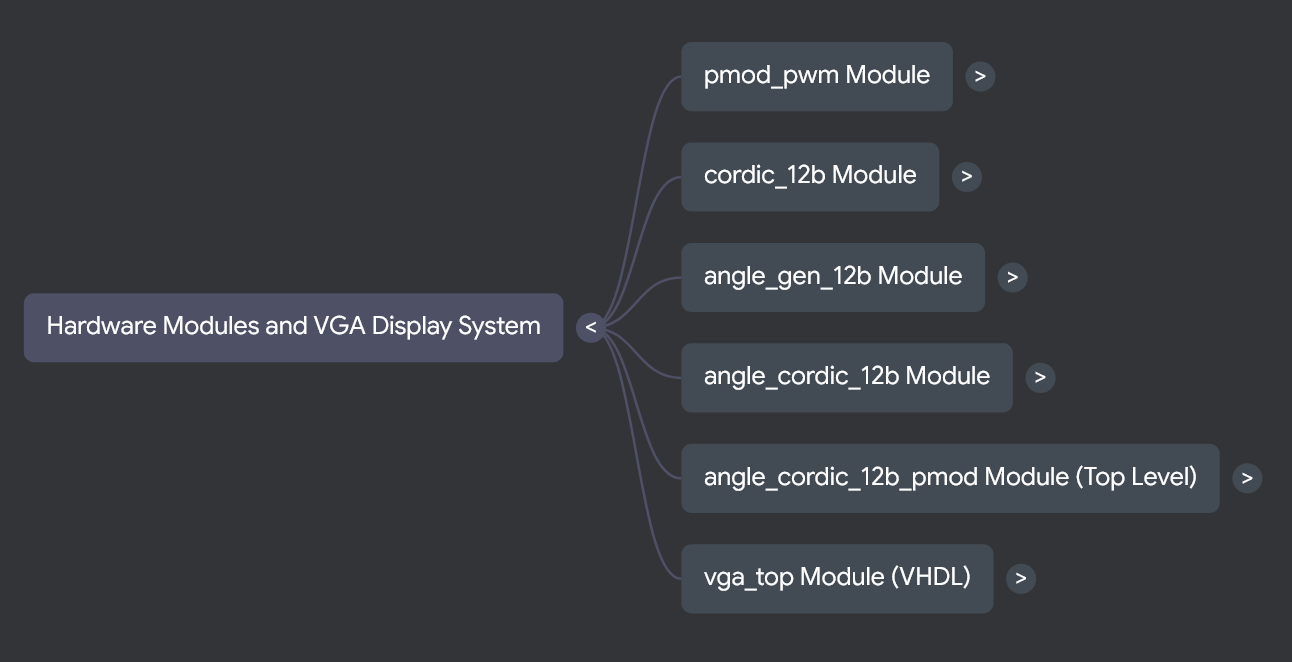 pmod_pwm Module >
cordic_12b Module >
angle_gen_12b Module >
Hardware Modules and VGA Display System <
angle_cordic_12b Module >
angle_cordic_12b_pmod Module (Top Level) >
vga_top Module (VHDL) >